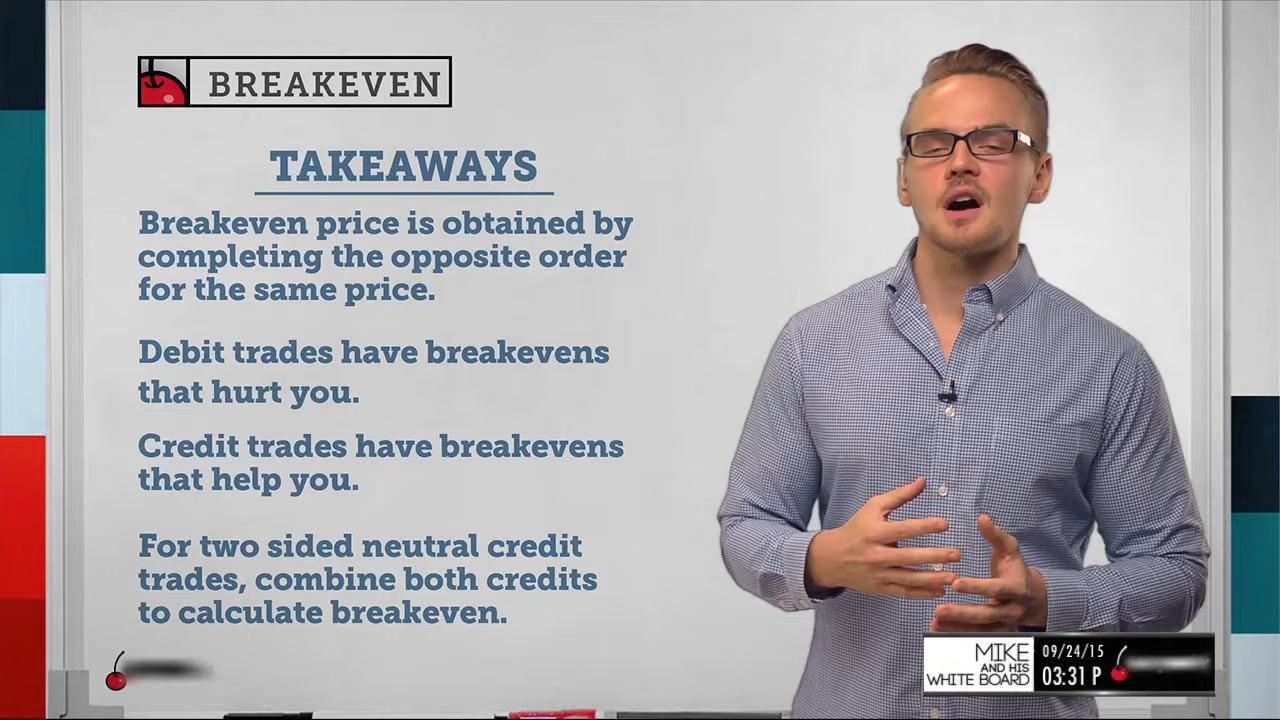 BREAKEVEN
TAKEAWAYS
Breakeven price is obtained by
completing the opposite order
for the same price.
Debit trades have breakevens
that hurt you.
Credit trades have breakevens
that help you.
For two sided neutral credit
trades, combine both credits
to calculate breakeven.
MIKE
AND HIS
WHITE BOARD
09/24/15
03:31 P